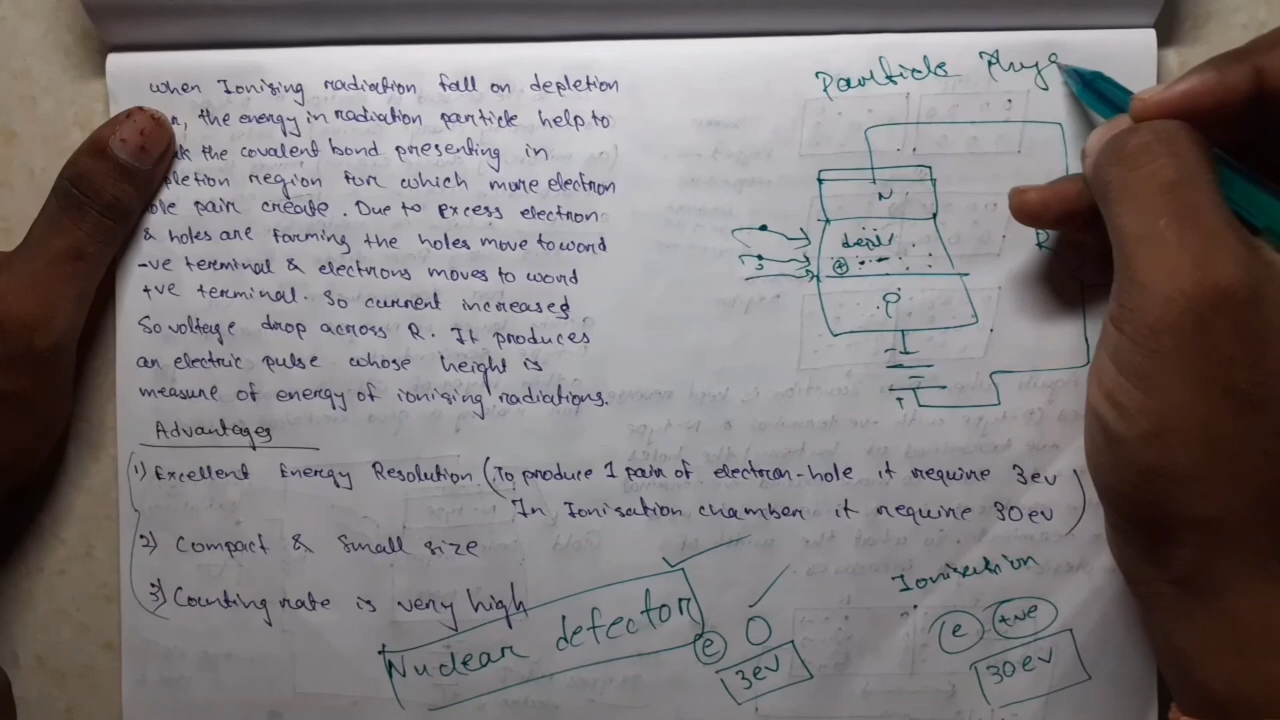 when Ionising radiation fall on depletion
, the energy in radiation particle help to
the covalent bond presenting in
pletion region for which more electron
ole pair create. Due to excess electron
& holes are forming the holes move toward
-ve terminal & electrons moves to word
+ve terminal. So current increased
So voltage drop across R. It produces
an electric pulse whose height is
measure of energy of ionising radiations.
Advantages
1) Excellent Energy Resolution (To produce 1 pair of electron-hole it require 3ev
In Ionisation chamber it require 30ev)
2) Compact & small size
3) Counting rate is very high
Nuclear detector
e O
3ev
Ionisation
e +ve
30ev
Particle Phys
N
depl
+
P
R